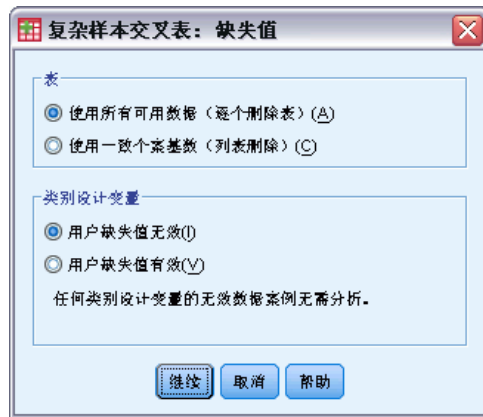 复杂样本交叉表：缺失值
表
使用所有可用数据（逐个删除表）(A)
使用一致个案基数（列表删除）(C)
类别设计变量
用户缺失值无效(I)
用户缺失值有效(V)
任何类别设计变量的无效数据案例无需分析。
继续 取消 帮助